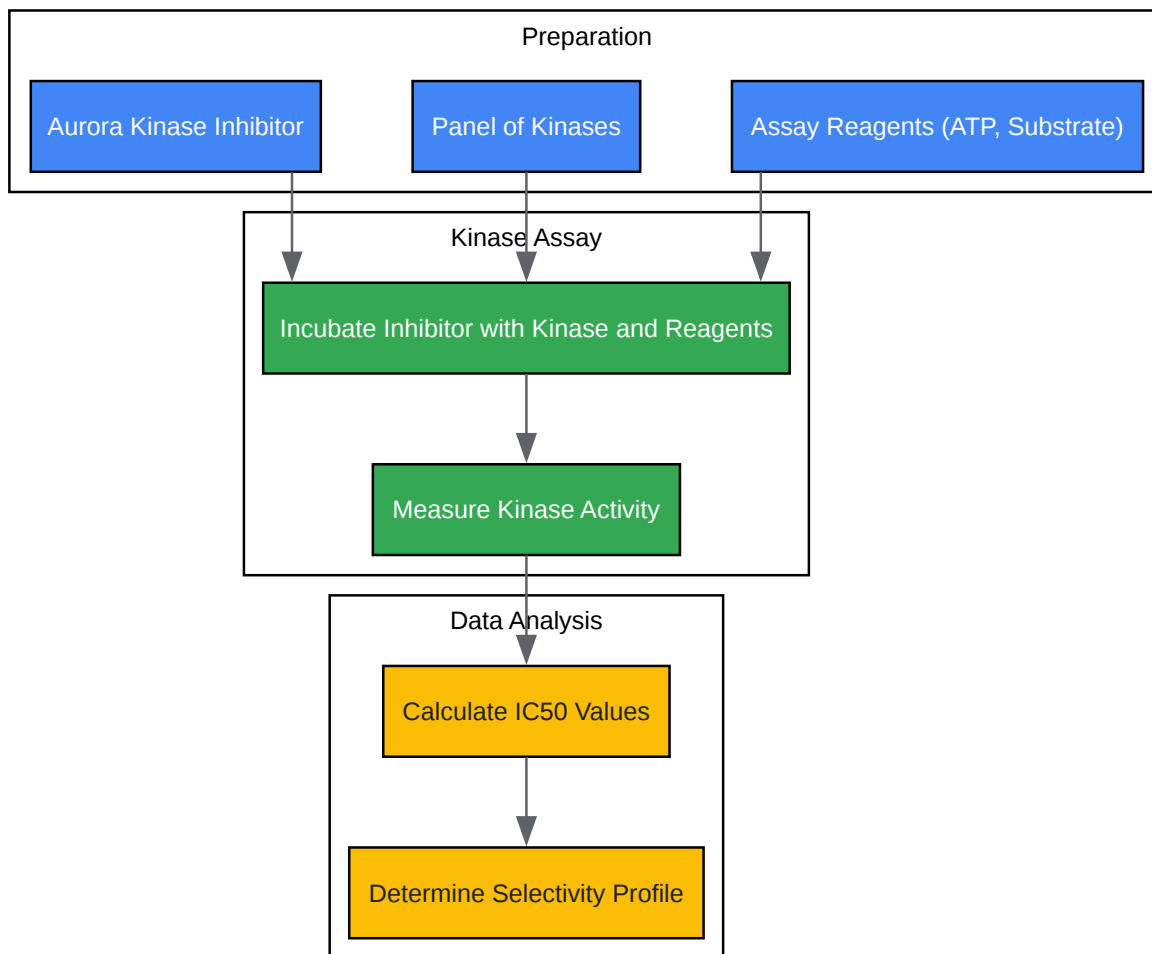 Preparation
Aurora Kinase Inhibitor
Panel of Kinases
Assay Reagents (ATP, Substrate)
Kinase Assay
Incubate Inhibitor with Kinase and Reagents
Measure Kinase Activity
Data Analysis
Calculate IC50 Values
Determine Selectivity Profile